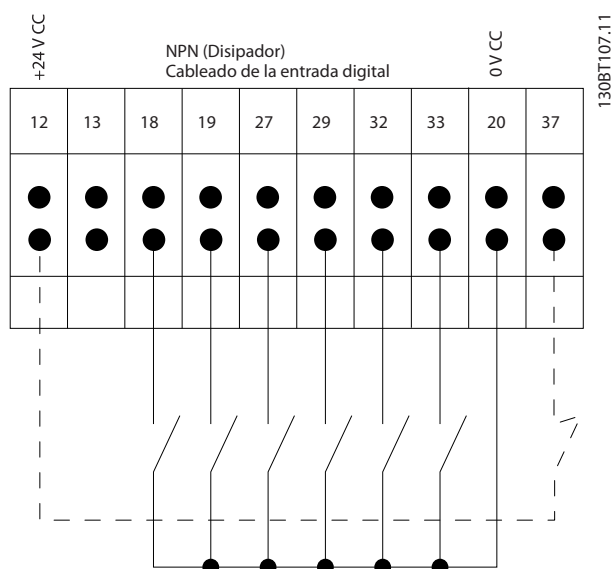 +24 V CC
NPN (Disipador)
Cableado de la entrada digital
0 V CC
130BT107.11
12 13 18 19 27 29 32 33 20 37